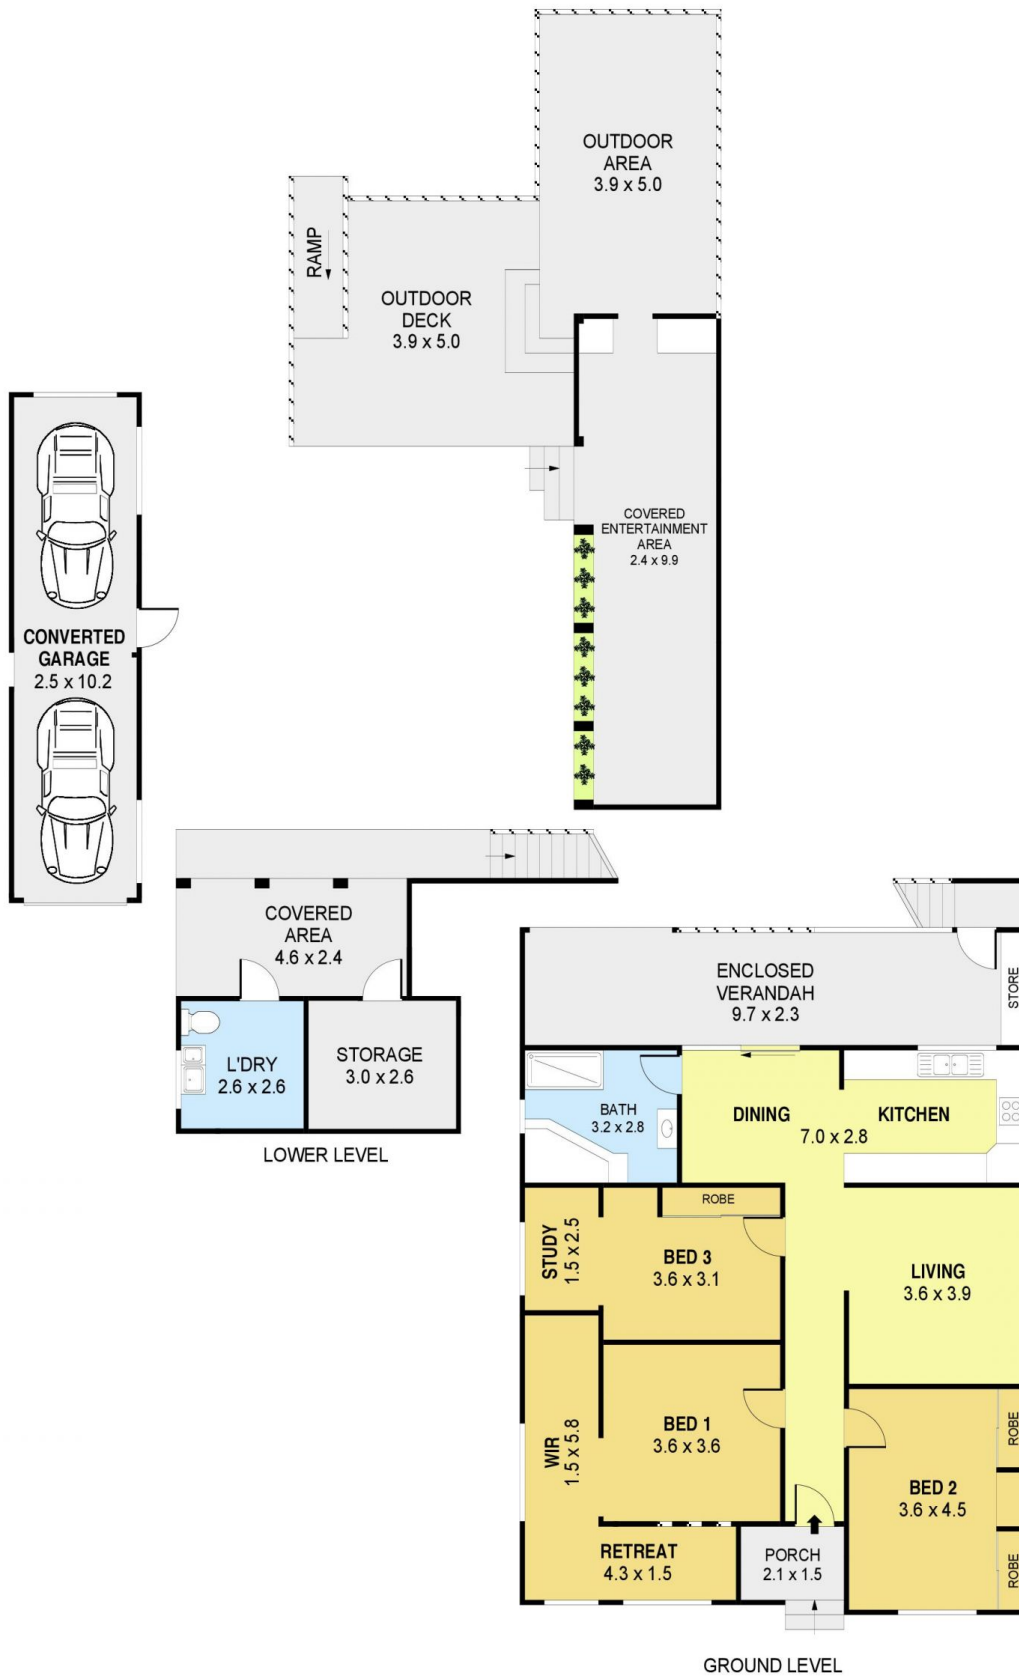 OUTDOOR
AREA
3.9 x 5.0
RAMP
OUTDOOR
DECK
3.9 x 5.0
COVERED
ENTERTAINMENT
AREA
2.4 x 9.9
CONVERTED
GARAGE
2.5 x 10.2
COVERED
AREA
4.6 x 2.4
L'DRY
2.6 x 2.6
STORAGE
3.0 x 2.6
LOWER LEVEL
ENCLOSED
VERANDAH
9.7 x 2.3
STORE
BATH
3.2 x 2.8
DINING
KITCHEN
7.0 x 2.8
STUDY
1.5 x 2.5
ROBE
BED 3
3.6 x 3.1
LIVING
3.6 x 3.9
WIR
1.5 x 5.8
BED 1
3.6 x 3.6
ROBE
BED 2
3.6 x 4.5
ROBE
RETREAT
4.3 x 1.5
PORCH
2.1 x 1.5
GROUND LEVEL